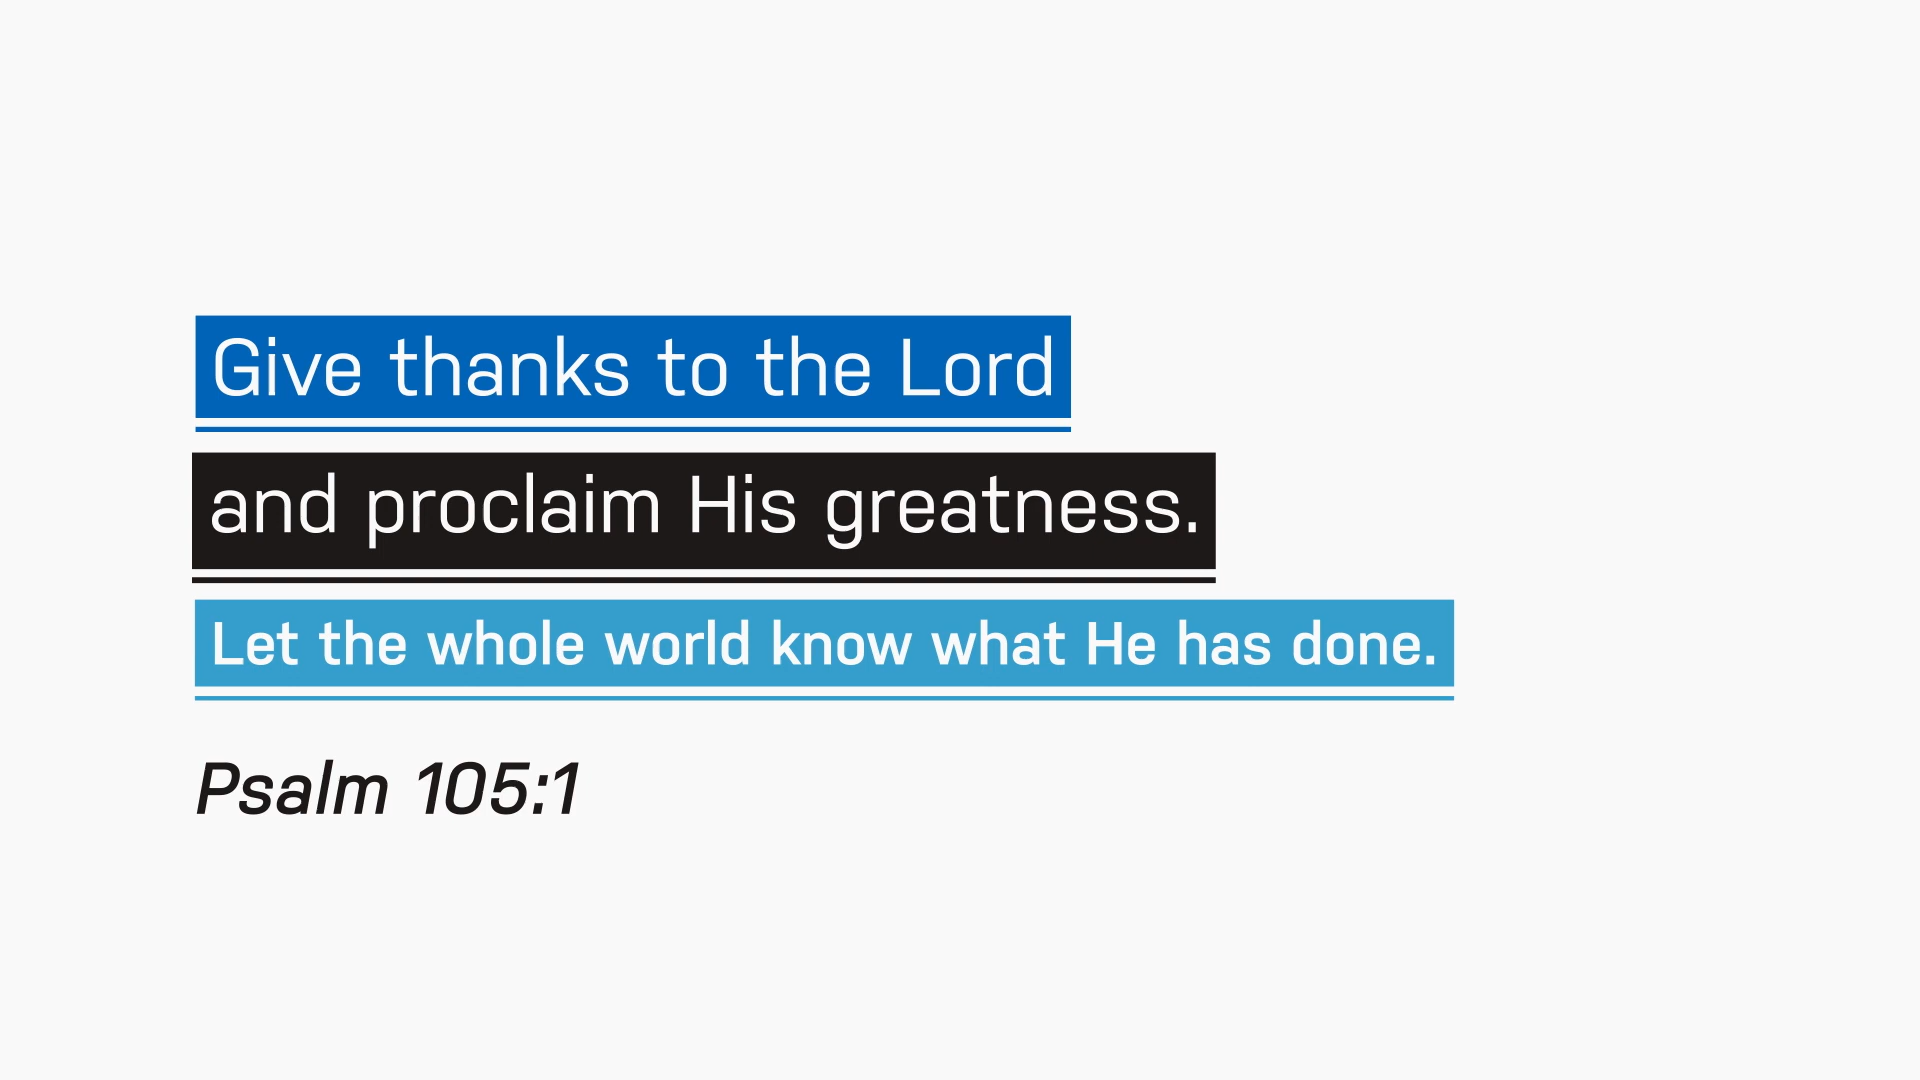 Give thanks to the Lord
and proclaim His greatness.
Let the whole world know what He has done.
Psalm 105:1